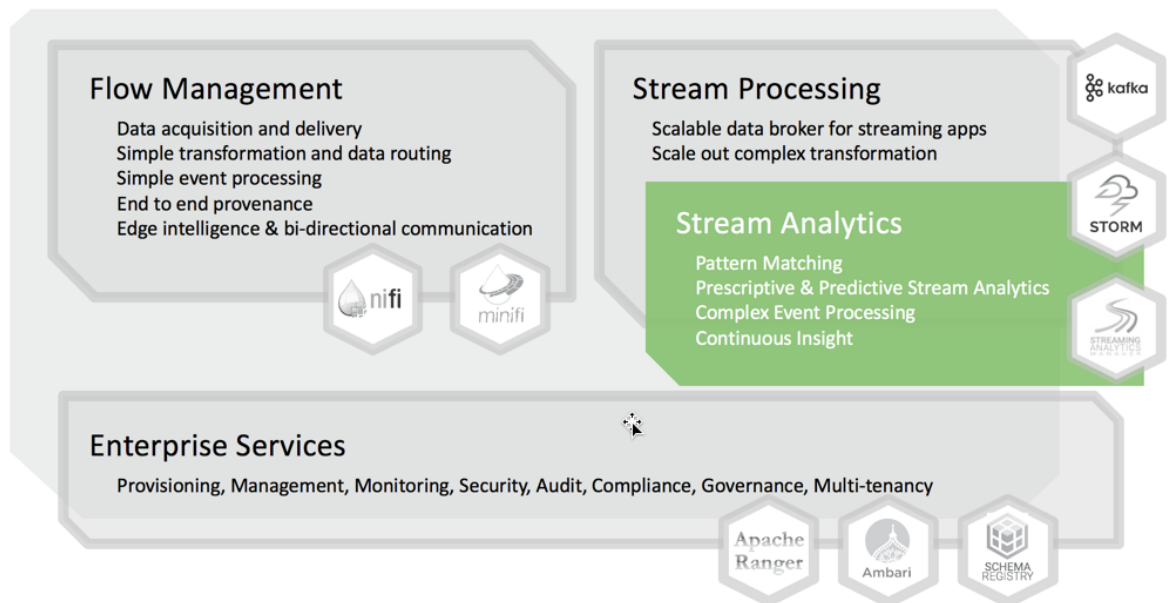 Flow Management
Data acquisition and delivery
Simple transformation and data routing
Simple event processing
End to end provenance
Edge intelligence & bi-directional communication
nifi
minifi
Stream Processing
Scalable data broker for streaming apps
Scale out complex transformation
kafka
STORM
Stream Analytics
Pattern Matching
Prescriptive & Predictive Stream Analytics
Complex Event Processing
Continuous Insight
STREAMING
ANALYTICS
MANAGER
Enterprise Services
Provisioning, Management, Monitoring, Security, Audit, Compliance, Governance, Multi-tenancy
Apache
Ranger
Ambari
SCHEMA
REGISTRY